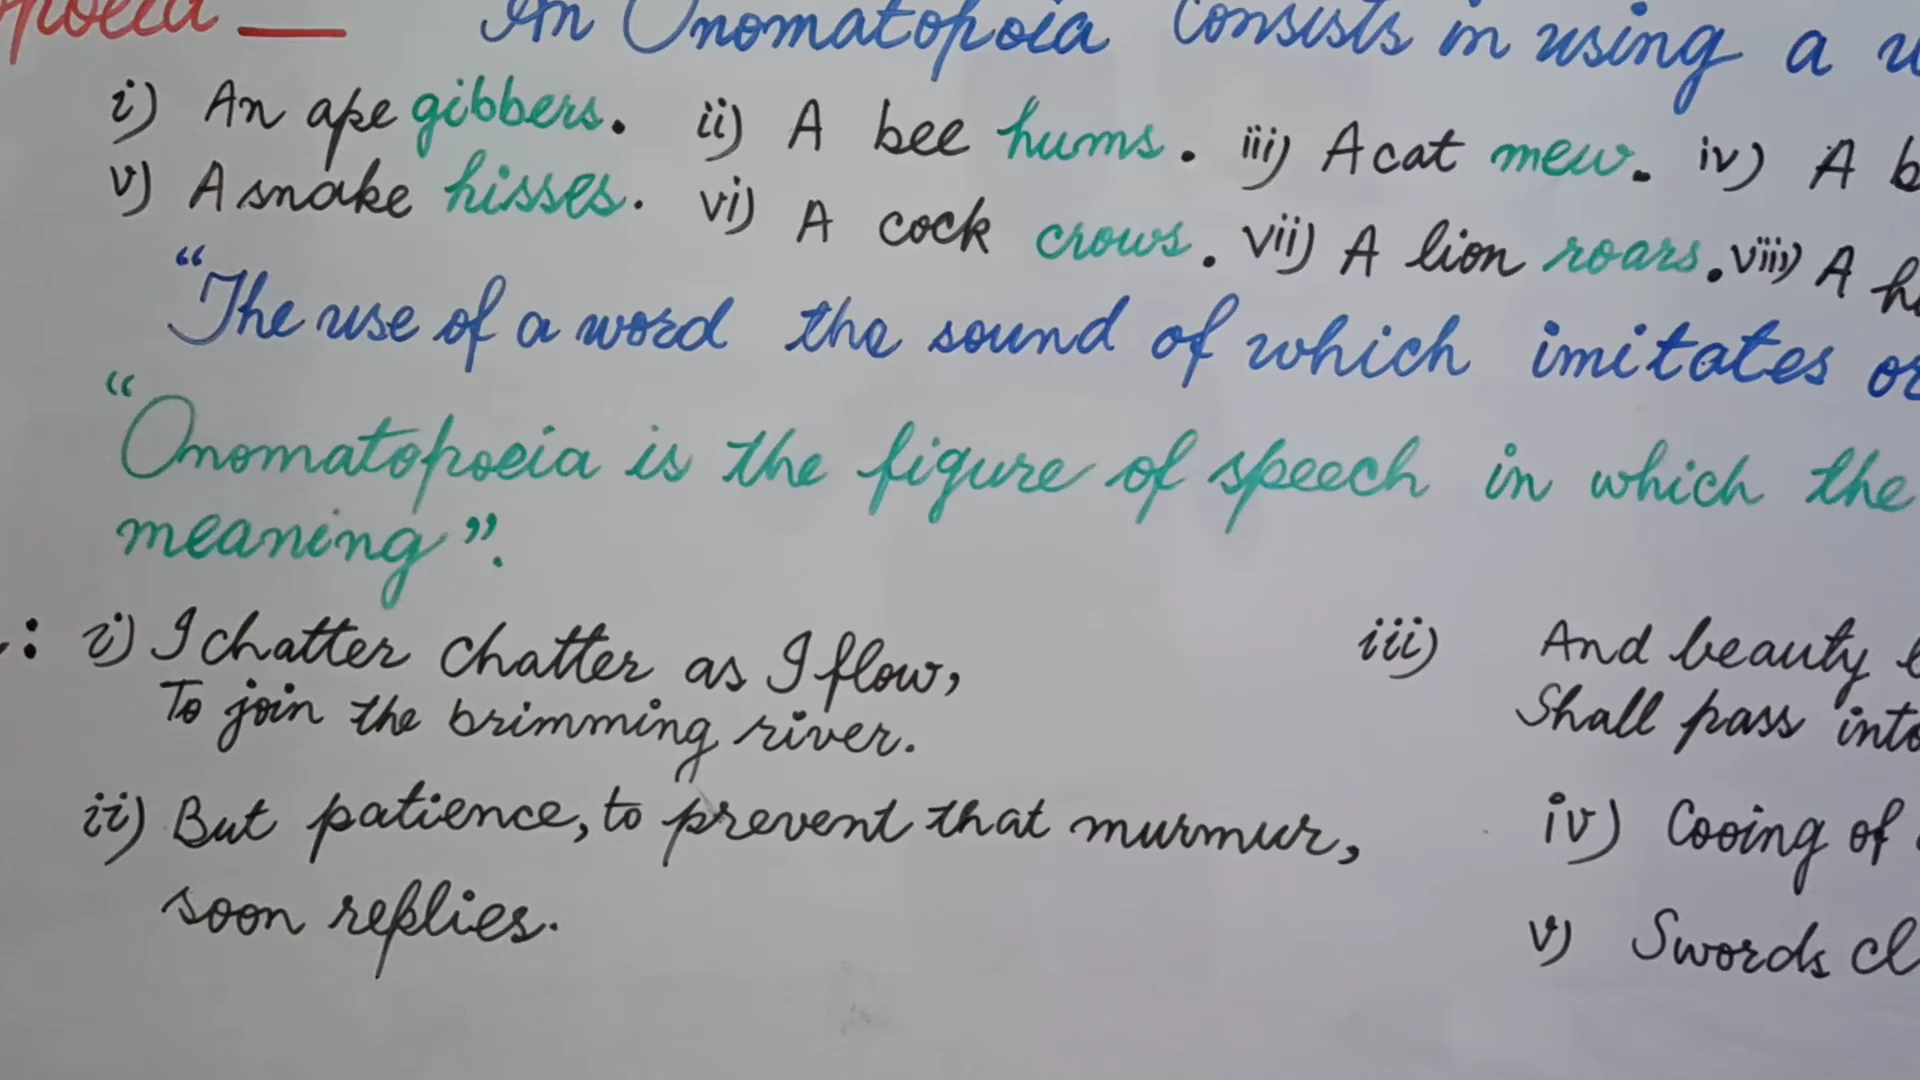 An Onomatopoia Consists in using a
i) An ape gibbers. ii) A bee hums. iii) A cat mew. iv) A
v) A snake hisses. vi) A cock crows. vii) A lion roars. viii) A
"The use of a word the sound of which imitates or
"Onomatopoeia is the figure of speech in which the
meaning".
: i) I chatter chatter as I flow,
To join the brimming river.
ii) But patience, to prevent that murmur,
soon replies.
iii) And beauty
Shall pass into
iv) Cooing of
v) Swords